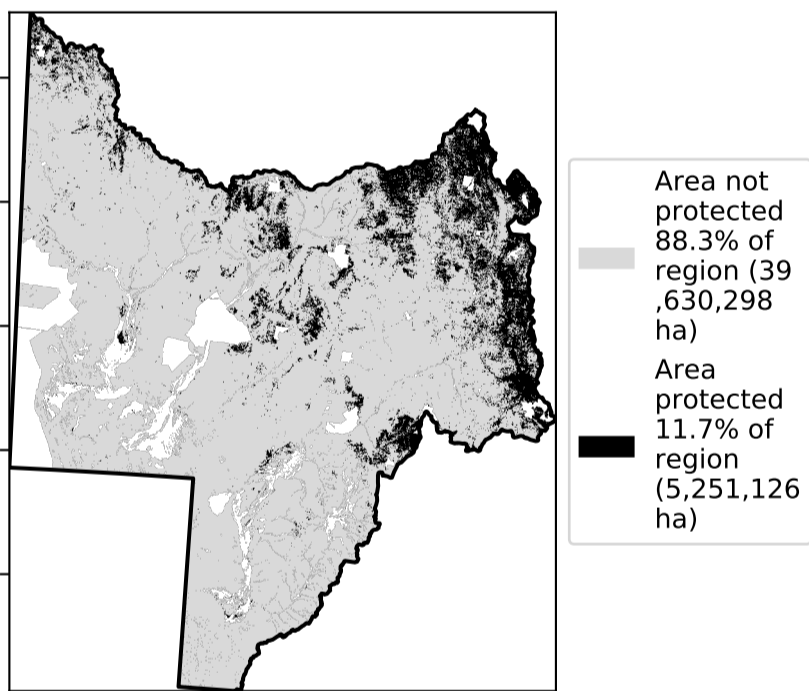 Area not
protected
88.3% of
region (39
,630,298
ha)
Area
protected
11.7% of
region
(5,251,126
ha)